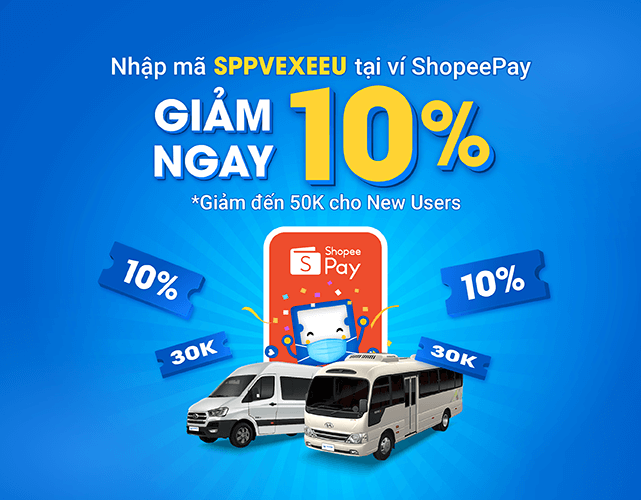 Nhập mã SPPVEXEEU tại ví ShopeePay
GIẢM
NGAY
10%
*Giảm đến 50K cho New Users
Shopee
Pay
S
10%
10%
30K
30K